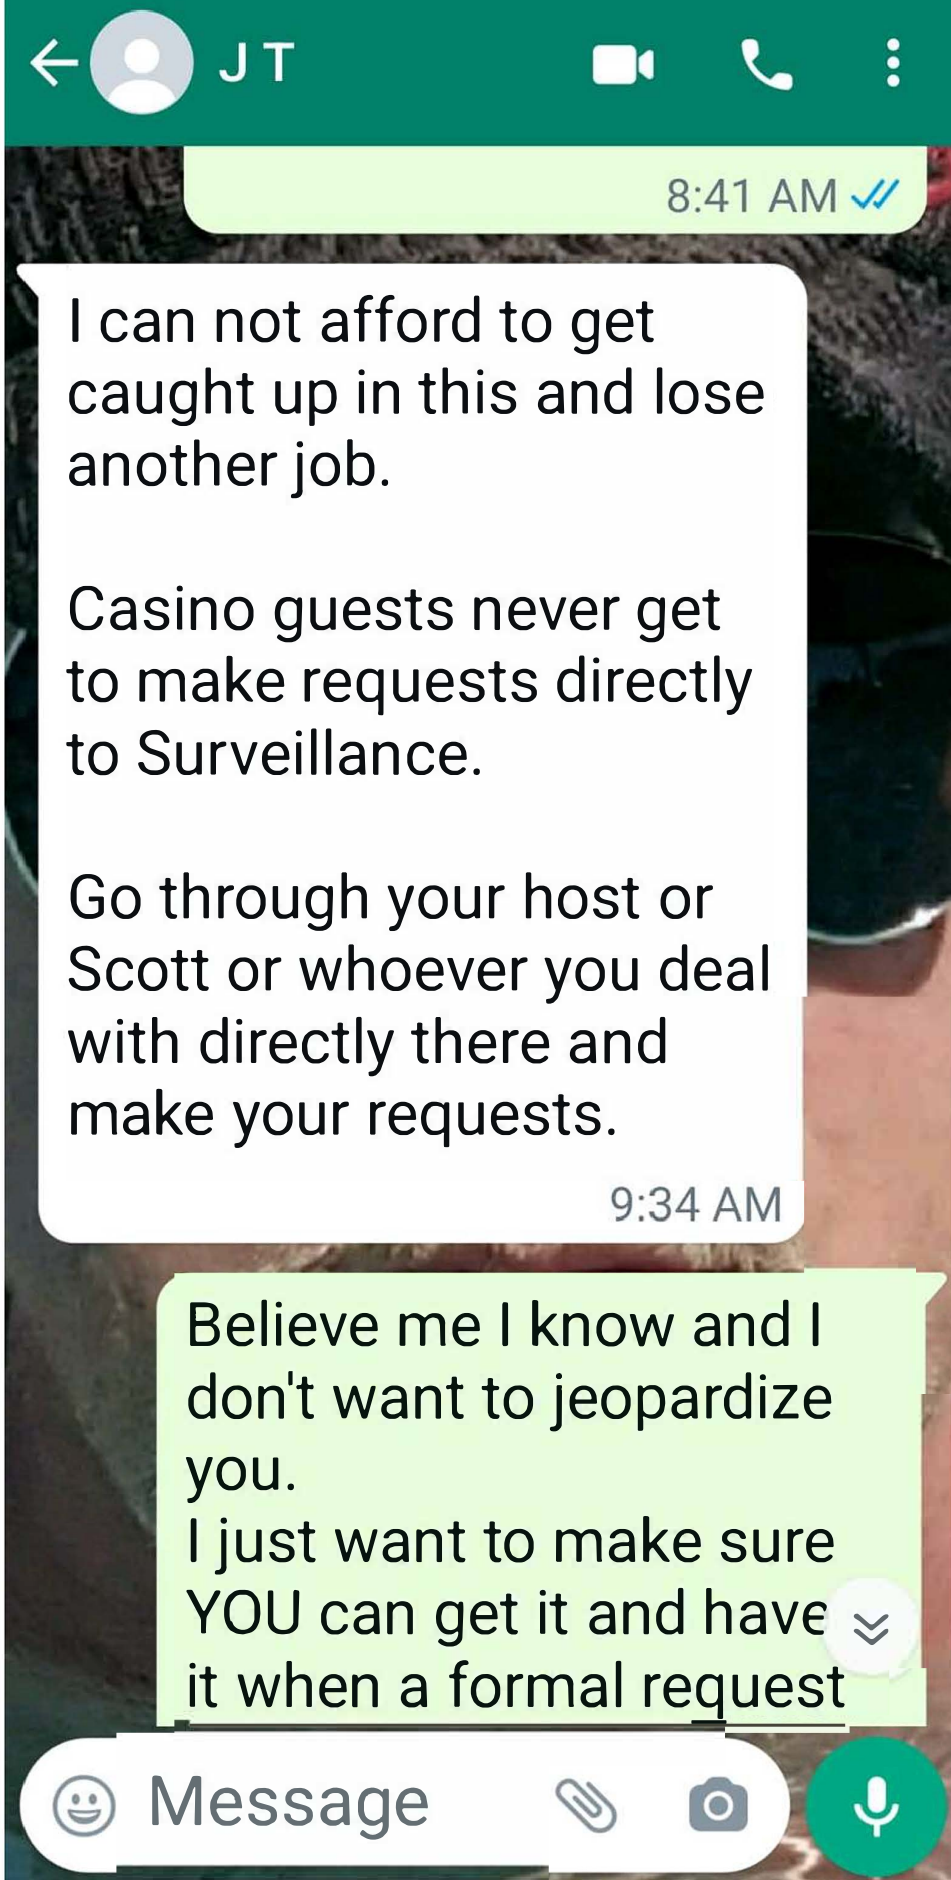 J T
8:41 AM
I can not afford to get
caught up in this and lose
another job.
Casino guests never get
to make requests directly
to Surveillance.
Go through your host or
Scott or whoever you deal
with directly there and
make your requests.
9:34 AM
Believe me I know and I
don't want to jeopardize
you.
I just want to make sure
YOU can get it and have
it when a formal request
Message